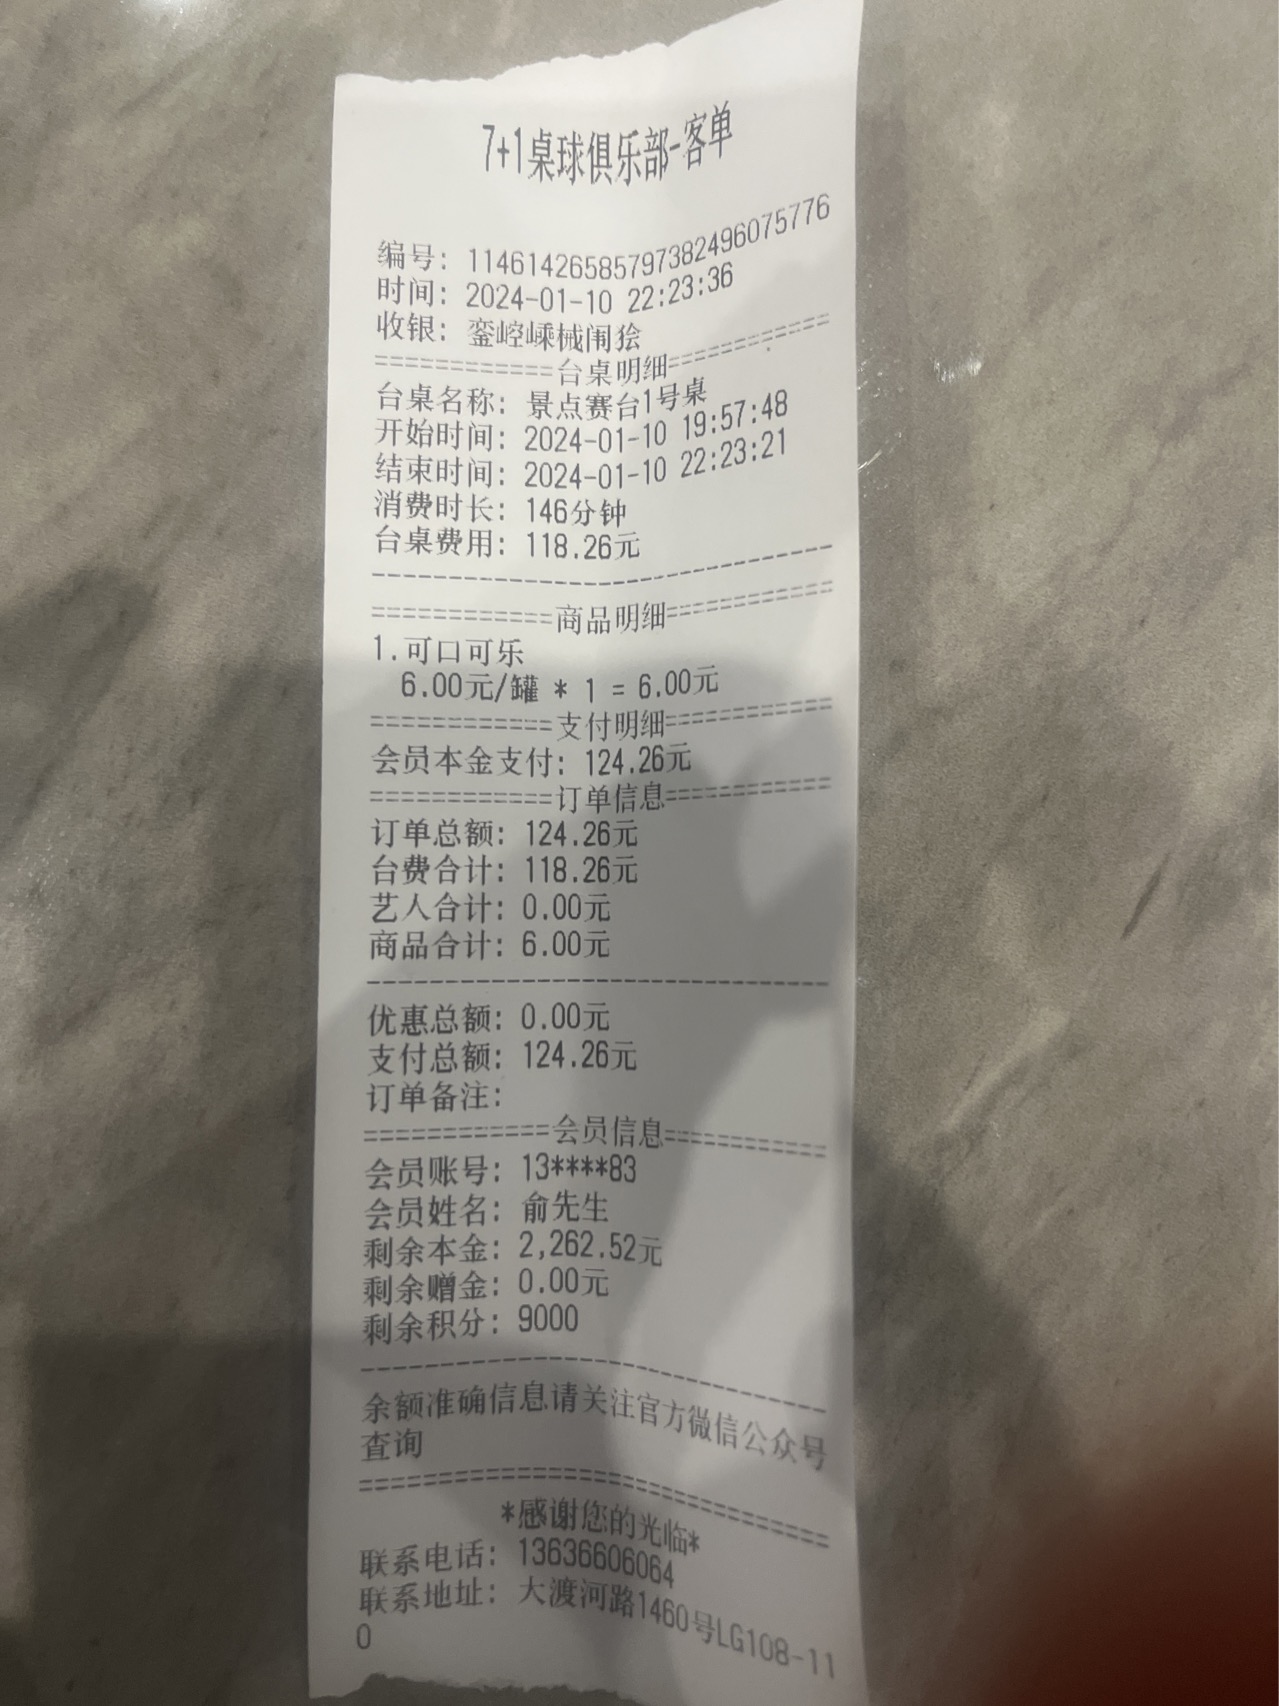 7+1桌球俱乐部-客单
编号: 1146142658579738249607​5776
时间: 2024-01-10 22:23:36
收银: 銮崆嵊械闱狯
============台桌明细============
台桌名称: 景点赛台1号桌
开始时间: 2024-01-10 19:57:48
结束时间: 2024-01-10 22:23:21
消费时长: 146分钟
台桌费用: 118.26元
------------------------------
============商品明细============
1.可口可乐
6.00元/罐 * 1 = 6.00元
============支付明细============
会员本金支付: 124.26元
============订单信息============
订单总额: 124.26元
台费合计: 118.26元
艺人合计: 0.00元
商品合计: 6.00元
------------------------------
优惠总额: 0.00元
支付总额: 124.26元
订单备注:
============会员信息============
会员账号: 13****83
会员姓名: 俞先生
剩余本金: 2,262.52元
剩余赠金: 0.00元
剩余积分: 9000
------------------------------
余额准确信息请关注官方微信公众号
查询
==============================
*感谢您的光临*
联系电话: 13636606064
联系地址: 大渡河路1460号LG108-11
0